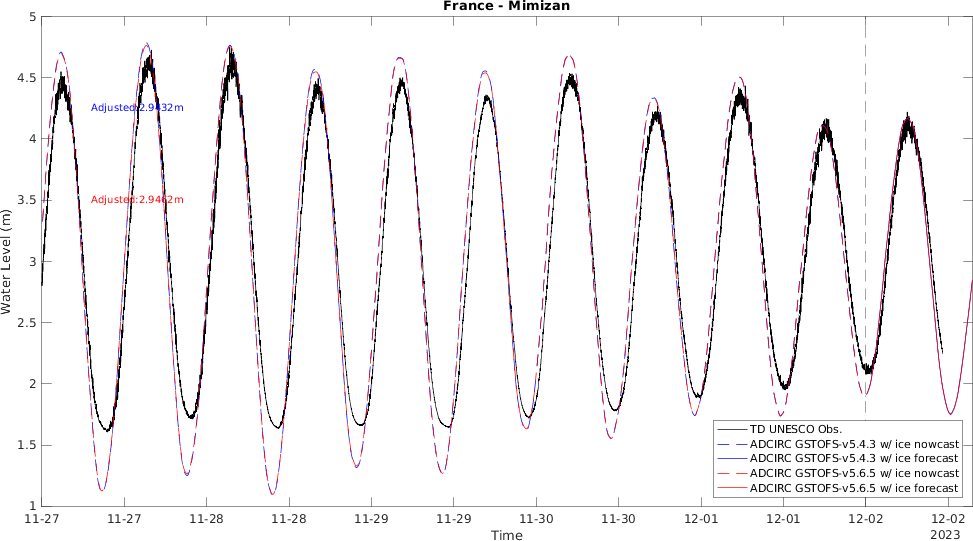 France - Mimizan
5
4.5
4
3.5
3
2.5
2
1.5
1
Water Level (m)
Adjusted:2.9432m
Adjusted:2.9462m
TD UNESCO Obs.
ADCIRC GSTOFS-v5.4.3 w/ ice nowcast
ADCIRC GSTOFS-v5.4.3 w/ ice forecast
ADCIRC GSTOFS-v5.6.5 w/ ice nowcast
ADCIRC GSTOFS-v5.6.5 w/ ice forecast
11-27 11-27 11-28 11-28 11-29 11-29 11-30 11-30 12-01 12-01 12-02 12-02
2023
Time